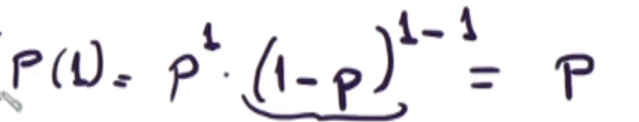 P(1) = p¹ · (1-p)¹⁻¹ = p